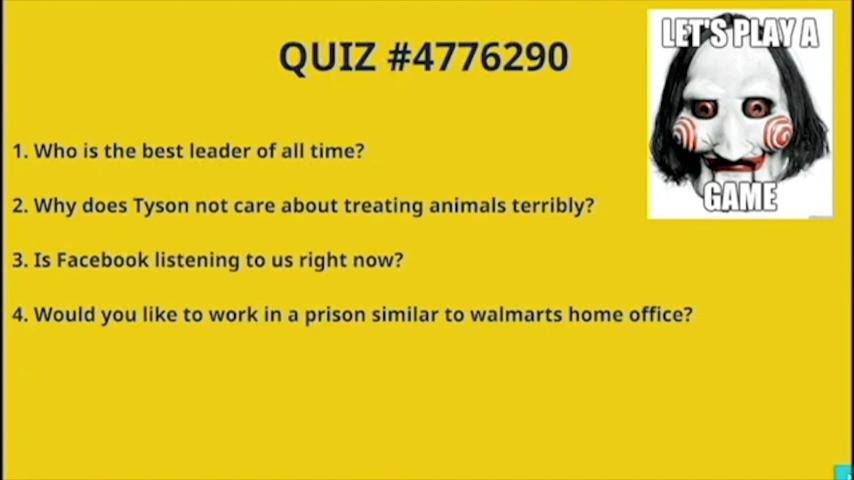 QUIZ #4776290
LET'S PLAY A
GAME
1. Who is the best leader of all time?
2. Why does Tyson not care about treating animals terribly?
3. Is Facebook listening to us right now?
4. Would you like to work in a prison similar to walmarts home office?